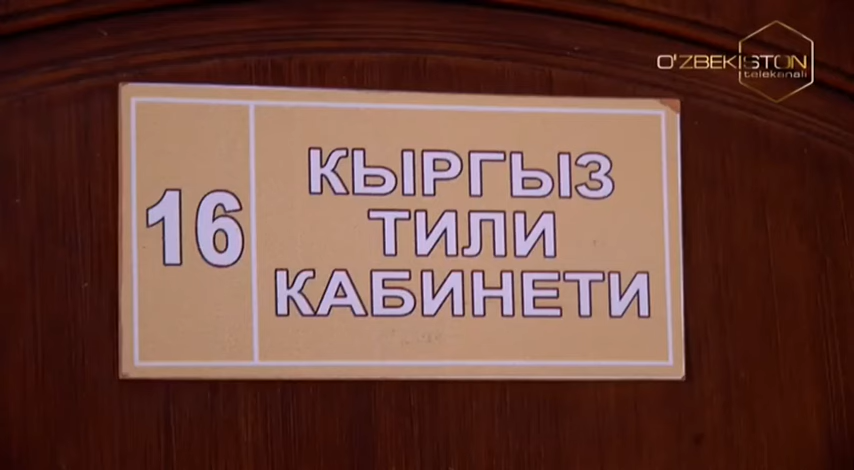 O'ZBEKISTON
telekanali
16
КЫРГЫЗ
ТИЛИ
КАБИНЕТИ